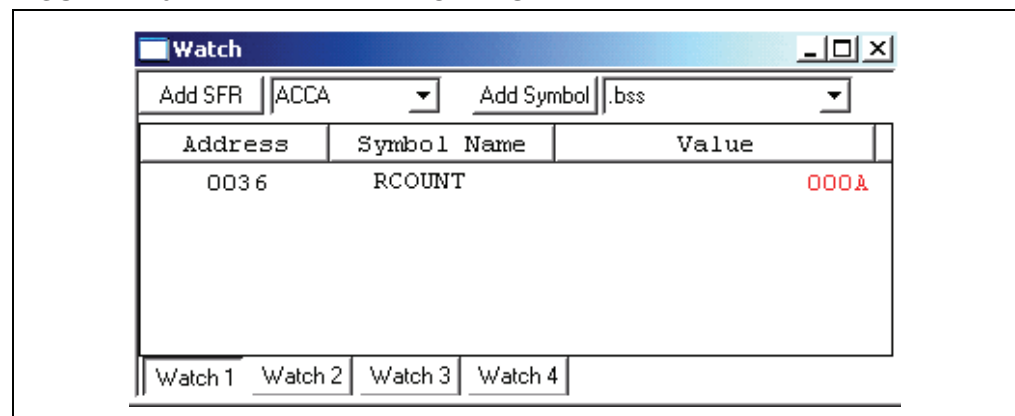 Watch
Add SFR ACCA Add Symbol .bss
Address Symbol Name Value
0036 RCOUNT 000A
Watch 1 Watch 2 Watch 3 Watch 4